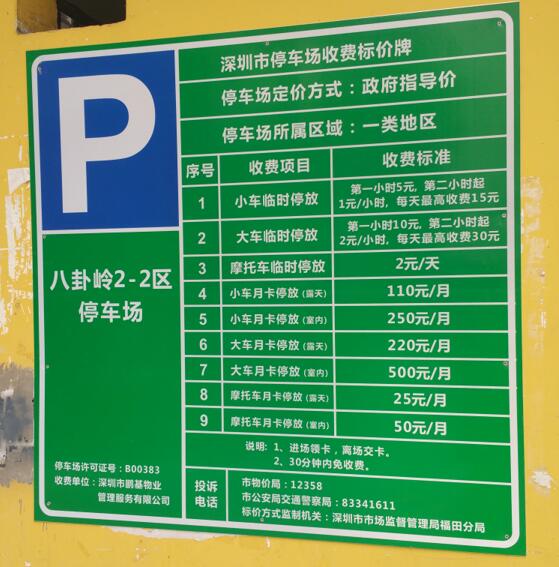 P
八卦岭2-2区
停车场
停车场许可证号：B00383
收费单位：深圳市鹏基物业
管理服务有限公司
深圳市停车场收费标价牌
停车场定价方式：政府指导价
停车场所属区域：一类地区
序号 收费项目 收费标准
1 小车临时停放 第一小时5元, 第二小时起
1元/小时, 每天最高收费15元
2 大车临时停放 第一小时10元, 第二小时起
2元/小时, 每天最高收费30元
3 摩托车临时停放 2元/天
4 小车月卡停放(露天) 110元/月
5 小车月卡停放(室内) 250元/月
6 大车月卡停放(露天) 220元/月
7 大车月卡停放(室内) 500元/月
8 摩托车月卡停放(露天) 25元/月
9 摩托车月卡停放(室内) 50元/月
说明: 1、进场领卡，离场交卡。
2、30分钟内免收费。
投诉
电话
市物价局：12358
市公安局交通警察局：83341611
标价方式监制机关：深圳市市场监督管理局福田分局